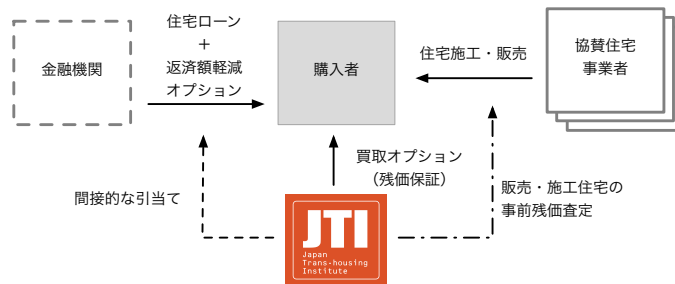 金融機関
住宅ローン
＋
返済額軽減
オプション
購入者
住宅施工・販売
協賛住宅
事業者
間接的な引当て
買取オプション
（残価保証）
販売・施工住宅の
事前残価査定
JTI
Japan
Trans-housing
Institute